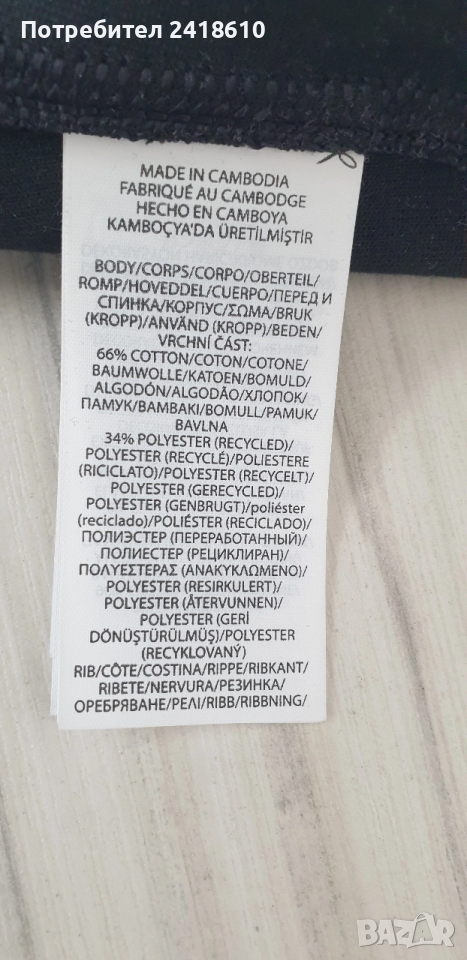 Потребител 2418610
MADE IN CAMBODIA
FABRIQUÉ AU CAMBODGE
HECHO EN CAMBOYA
KAMBOÇYA'DA ÜRETİLMİŞTİR
BODY/CORPS/CORPO/OBERTEIL/
ROMP/HOVEDDEL/CUERPO/ПЕРЕД И
СПИНКА/КОРПУС/ΣΩΜΑ/BRUK
(KROPP)/ANVÄND (KROPP)/BEDEN/
VRCHNÍ ČÁST:
66% COTTON/COTON/COTONE/
BAUMWOLLE/KATOEN/BOMULD/
ALGODÓN/ALGODÃO/ХЛОПОК/
ПАМУК/BAMBAKI/BOMULL/PAMUK/
BAVLNA
34% POLYESTER (RECYCLED)/
POLYESTER (RECYCLÉ)/POLIESTERE
(RICICLATO)/POLYESTER (RECYCELT)/
POLYESTER (GERECYCLED)/
POLYESTER (GENBRUGT)/poliéster
(reciclado)/POLIÉSTER (RECICLADO)/
ПОЛИЭСТЕР (ПЕРЕРАБОТАННЫЙ)/
ПОЛИЕСТЕР (РЕЦИКЛИРАН)/
ΠΟΛΥΕΣΤΕΡΑΣ (ΑΝΑΚΥΚΛΩΜΕΝΟ)/
POLYESTER (RESIRKULERT)/
POLYESTER (ÅTERVUNNEN)/
POLYESTER (GERİ
DÖNÜŞTÜRÜLMÜŞ)/POLYESTER
(RECYKLOVANÝ)
RIB/CÔTE/COSTINA/RIPPE/RIBKANT/
RIBETE/NERVURA/РЕЗИНКА/
ОРЕБРЯВАНЕ/ΡΕΛΙ/RIBB/RIBBNING/
BAZAR